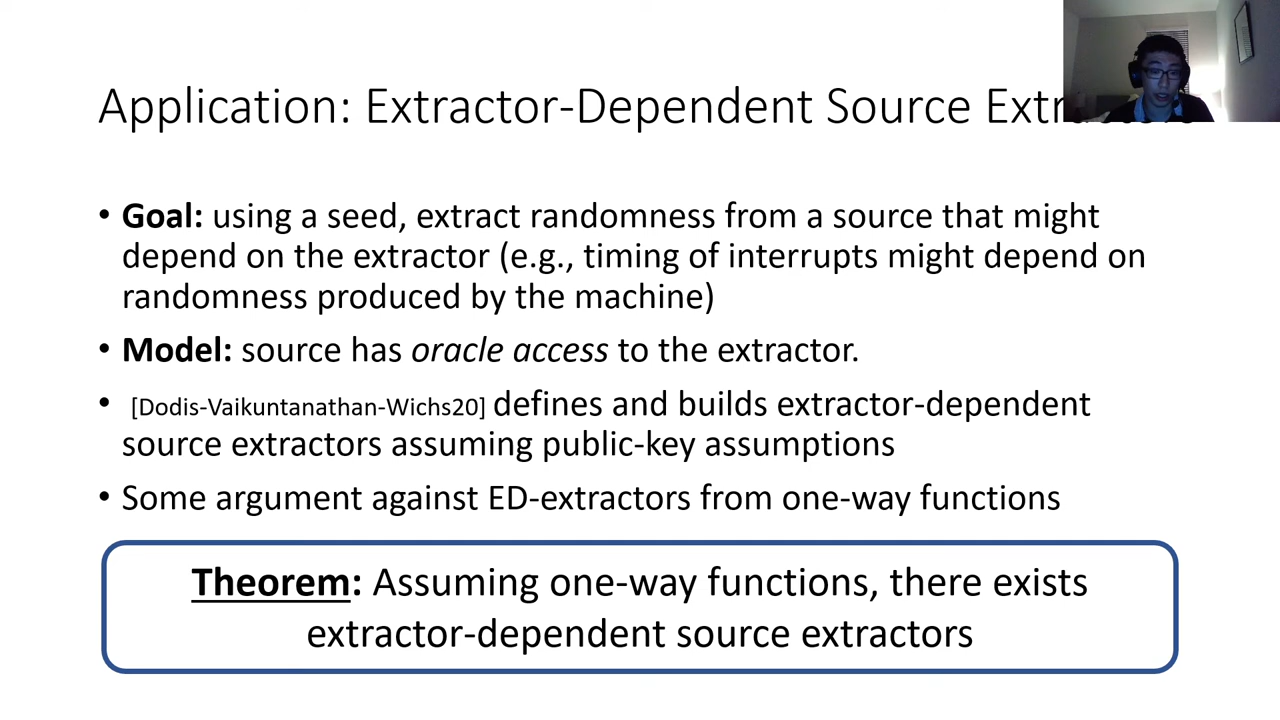 Application: Extractor-Dependent Source
• Goal: using a seed, extract randomness from a source that might
depend on the extractor (e.g., timing of interrupts might depend on
randomness produced by the machine)
• Model: source has oracle access to the extractor.
• [Dodis-Vaikuntanathan-Wichs20] defines and builds extractor-dependent
source extractors assuming public-key assumptions
• Some argument against ED-extractors from one-way functions
Theorem: Assuming one-way functions, there exists
extractor-dependent source extractors